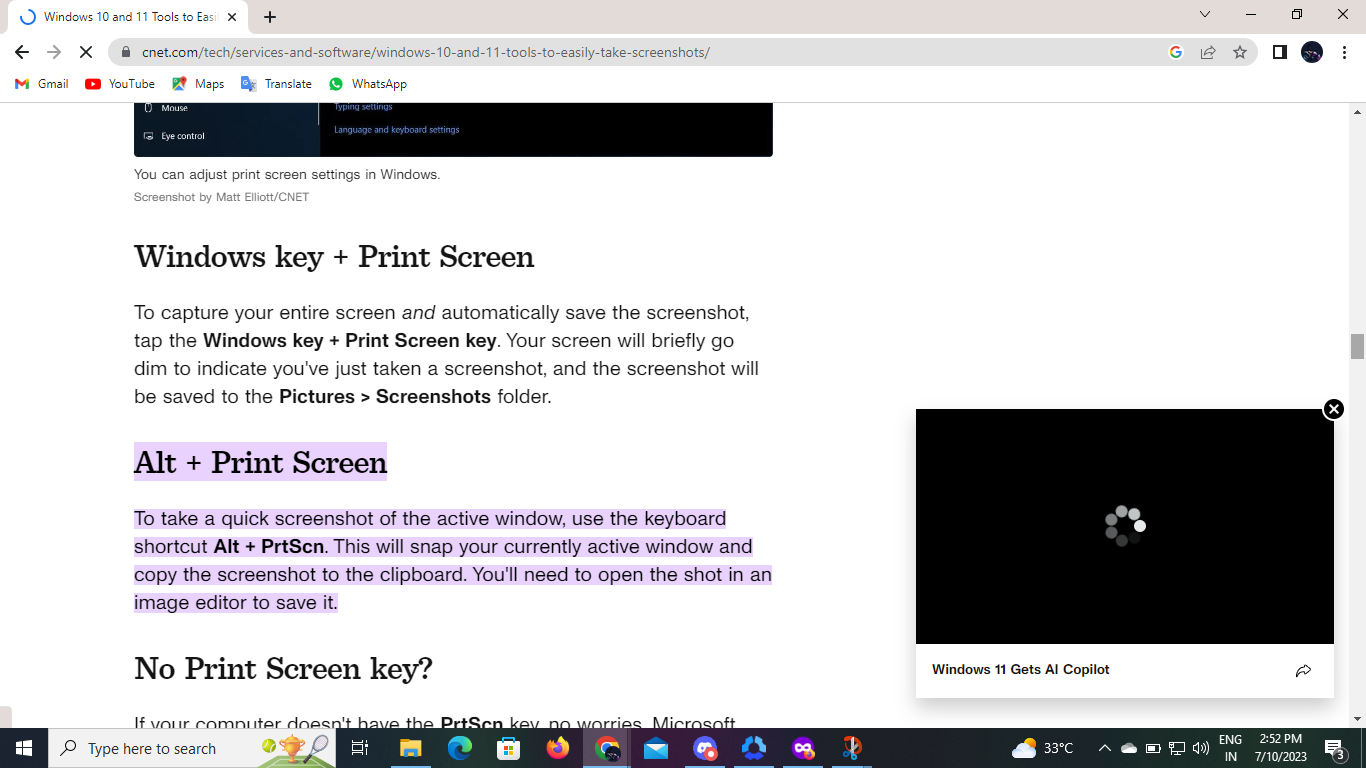 Windows 10 and 11 Tools to Easi
cnet.com/tech/services-and-software/windows-10-and-11-tools-to-easily-take-screenshots/
Gmail
YouTube
Maps
Translate
WhatsApp
Mouse
Typing settings
Eye control
Language and keyboard settings
You can adjust print screen settings in Windows.
Screenshot by Matt Elliott/CNET
Windows key + Print Screen
To capture your entire screen and automatically save the screenshot,
tap the Windows key + Print Screen key. Your screen will briefly go
dim to indicate you've just taken a screenshot, and the screenshot will
be saved to the Pictures > Screenshots folder.
Alt + Print Screen
To take a quick screenshot of the active window, use the keyboard
shortcut Alt + PrtScn. This will snap your currently active window and
copy the screenshot to the clipboard. You'll need to open the shot in an
image editor to save it.
No Print Screen key?
If your computer doesn't have the PrtScn key, no worries, Microsoft
Windows 11 Gets AI Copilot
Type here to search
33°C
ENG
IN
2:52 PM
7/10/2023
3